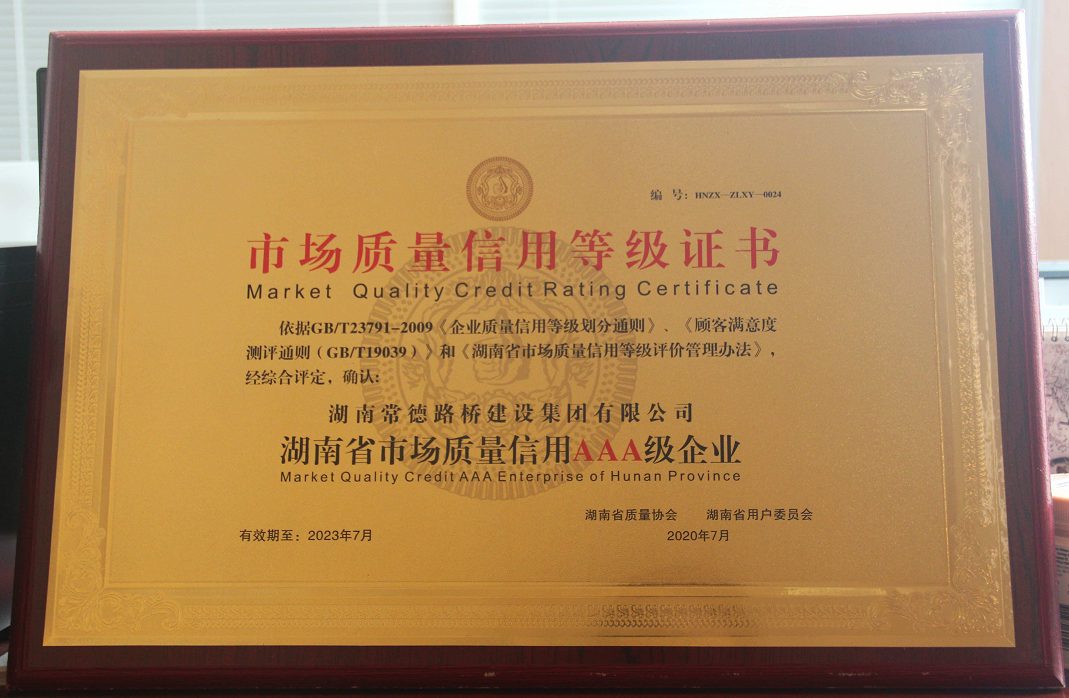 编 号：HNZX—ZLXY—0024
市场质量信用等级证书
Market Quality Credit Rating Certificate
依据GB/T23791-2009《企业质量信用等级划分通则》、《顾客满意度
测评通则（GB/T19039）》和《湖南省市场质量信用等级评价管理办法》，
经综合评定，确认：
湖南常德路桥建设集团有限公司
湖南省市场质量信用AAA级企业
Market Quality Credit AAA Enterprise of Hunan Province
湖南省质量协会 湖南省用户委员会
有效期至：2023年7月 2020年7月